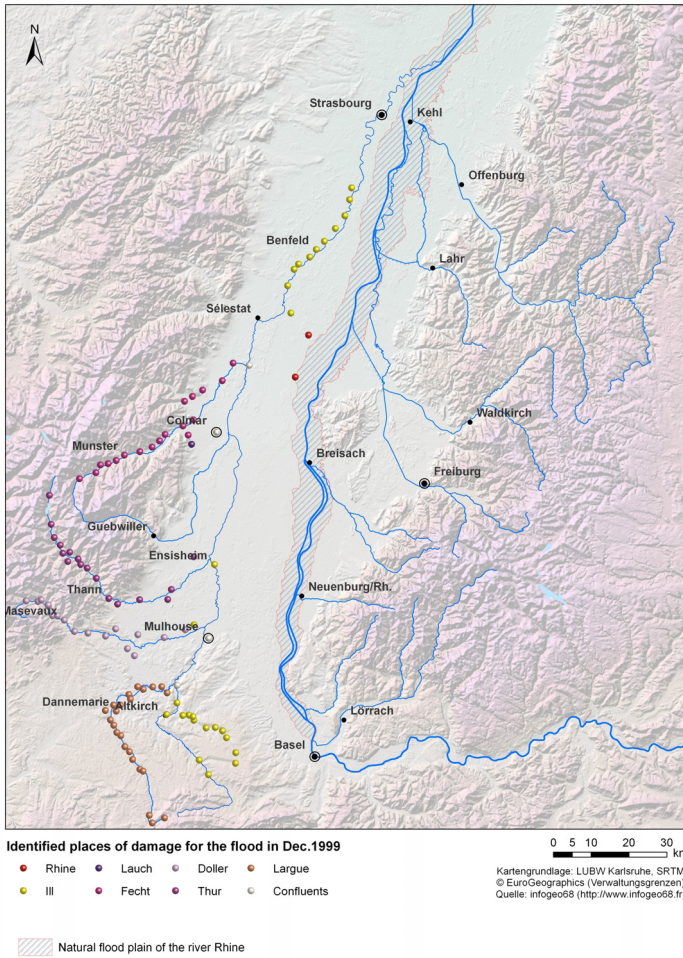 N
Strasbourg
Kehl
Offenburg
Benfeld
Lahr
Sélestat
Colmar
Waldkirch
Munster
Breisach
Freiburg
Guebwiller
Ensisheim
Thann
Neuenburg/Rh.
Masevaux
Mulhouse
Dannemarie
Altkirch
Lörrach
Basel
Identified places of damage for the flood in Dec.1999
Rhine Lauch Doller Largue
Ill Fecht Thur Confluents
Natural flood plain of the river Rhine
0 5 10 20 30
km
Kartengrundlage: LUBW Karlsruhe, SRTM
© EuroGeographics (Verwaltungsgrenzen)
Quelle: infogeo68 (http://www.infogeo68.fr